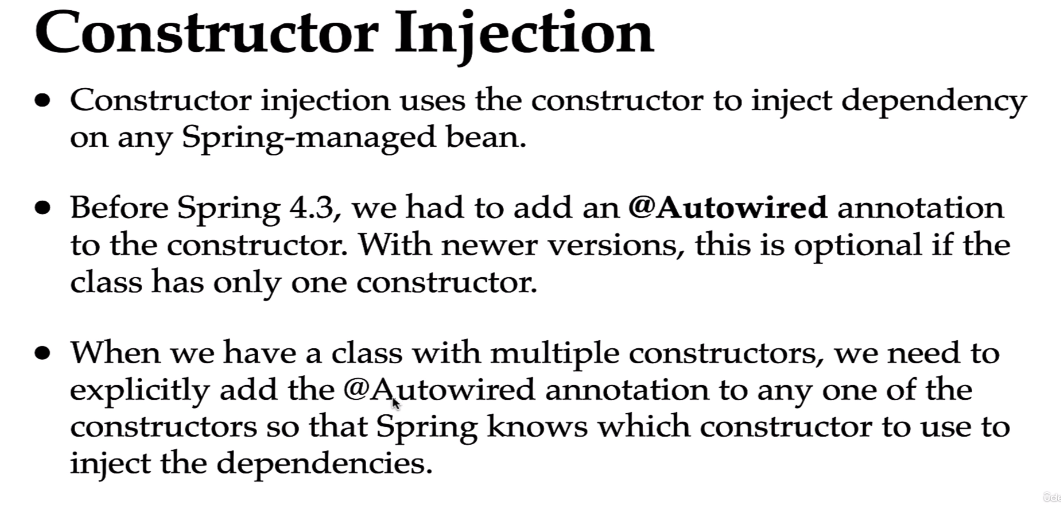 Constructor Injection
• Constructor injection uses the constructor to inject dependency
on any Spring-managed bean.
• Before Spring 4.3, we had to add an @Autowired annotation
to the constructor. With newer versions, this is optional if the
class has only one constructor.
• When we have a class with multiple constructors, we need to
explicitly add the @Autowired annotation to any one of the
constructors so that Spring knows which constructor to use to
inject the dependencies.